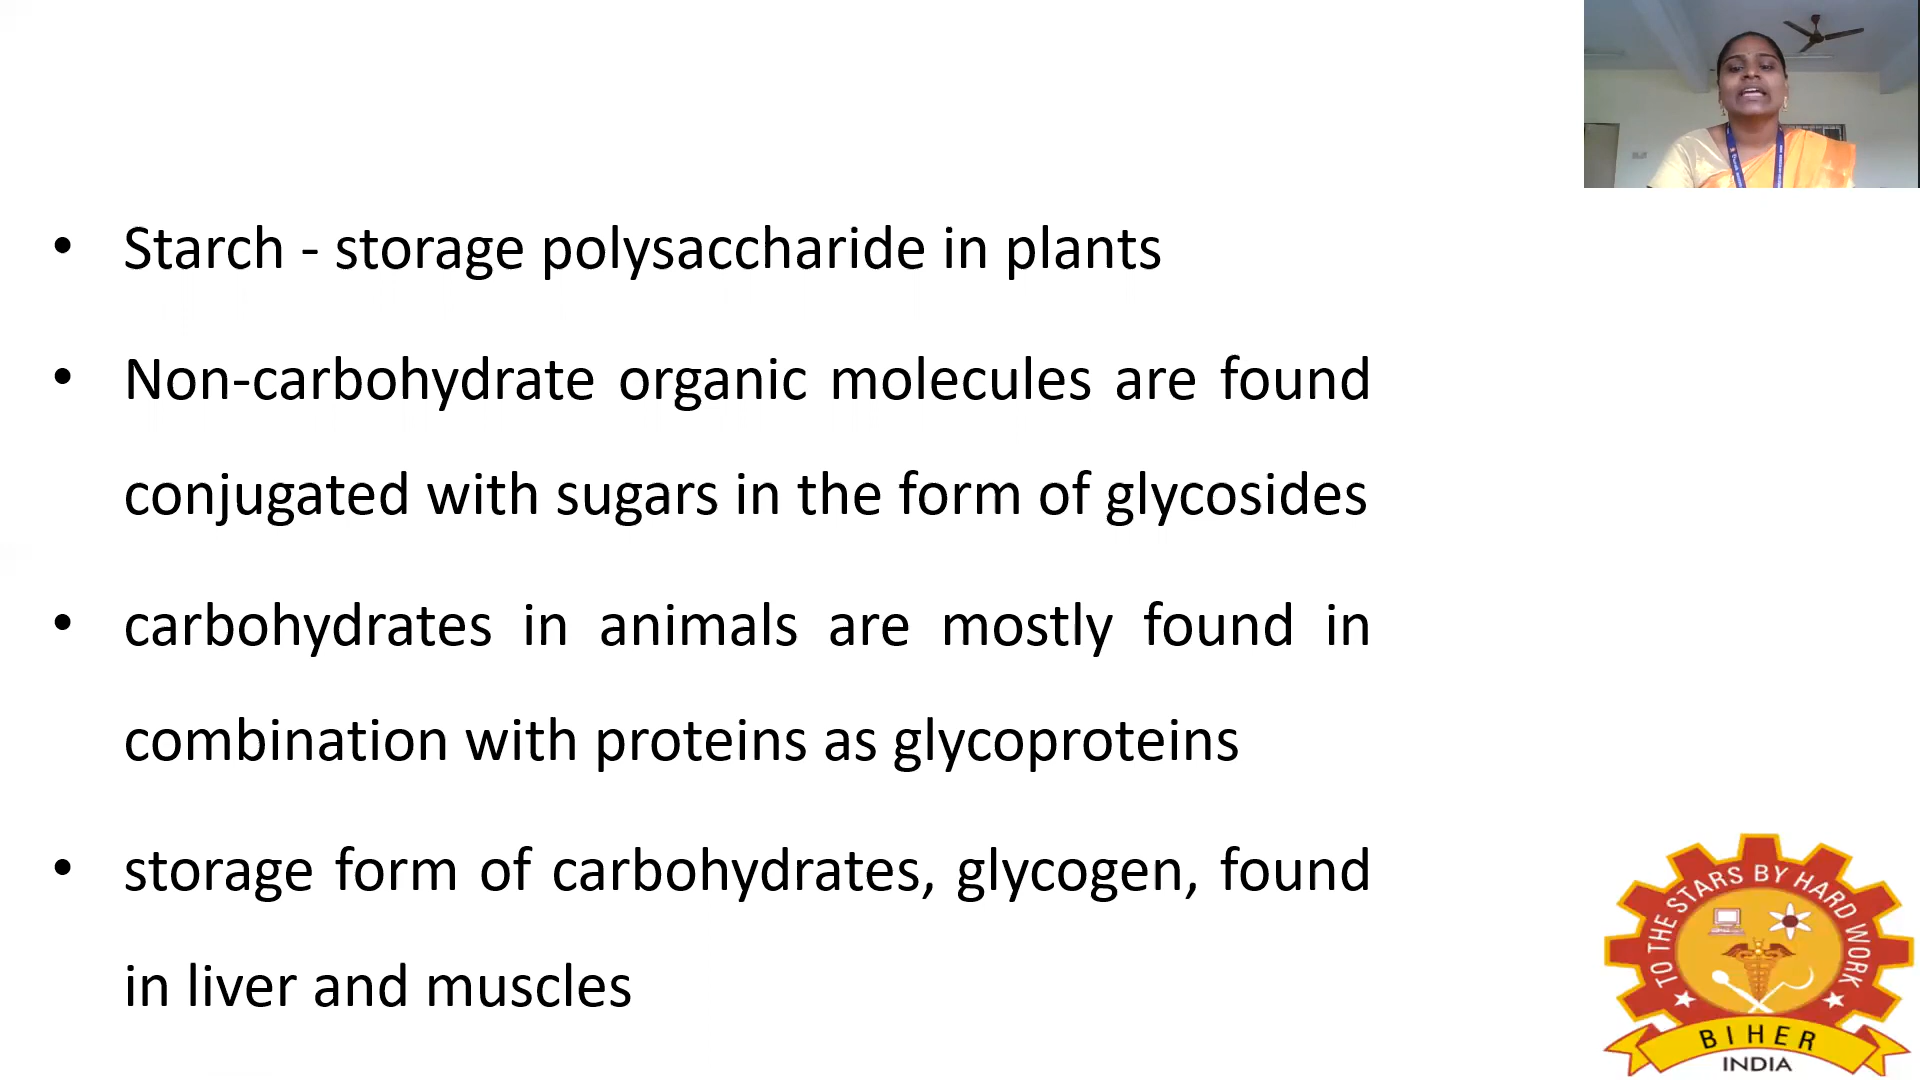 • Starch - storage polysaccharide in plants
• Non-carbohydrate organic molecules are found
conjugated with sugars in the form of glycosides
• carbohydrates in animals are mostly found in
combination with proteins as glycoproteins
• storage form of carbohydrates, glycogen, found
in liver and muscles
TO THE STARS BY HARD WORK
BIHER
INDIA